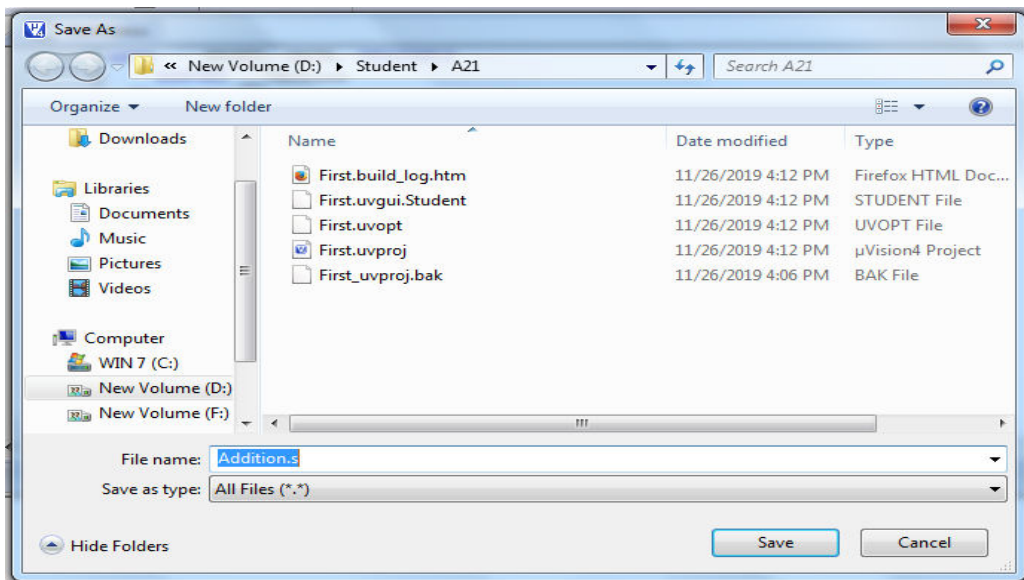 Save As
« New Volume (D:) ▸ Student ▸ A21
Search A21
Organize
New folder
Downloads
Libraries
Documents
Music
Pictures
Videos
Computer
WIN 7 (C:)
New Volume (D:)
New Volume (F:)
Name Date modified Type
First.build_log.htm 11/26/2019 4:12 PM Firefox HTML Doc...
First.uvgui.Student 11/26/2019 4:12 PM STUDENT File
First.uvopt 11/26/2019 4:12 PM UVOPT File
First.uvproj 11/26/2019 4:12 PM µVision4 Project
First_uvproj.bak 11/26/2019 4:06 PM BAK File
File name: Addition.s
Save as type: All Files (*.*)
Hide Folders
Save
Cancel